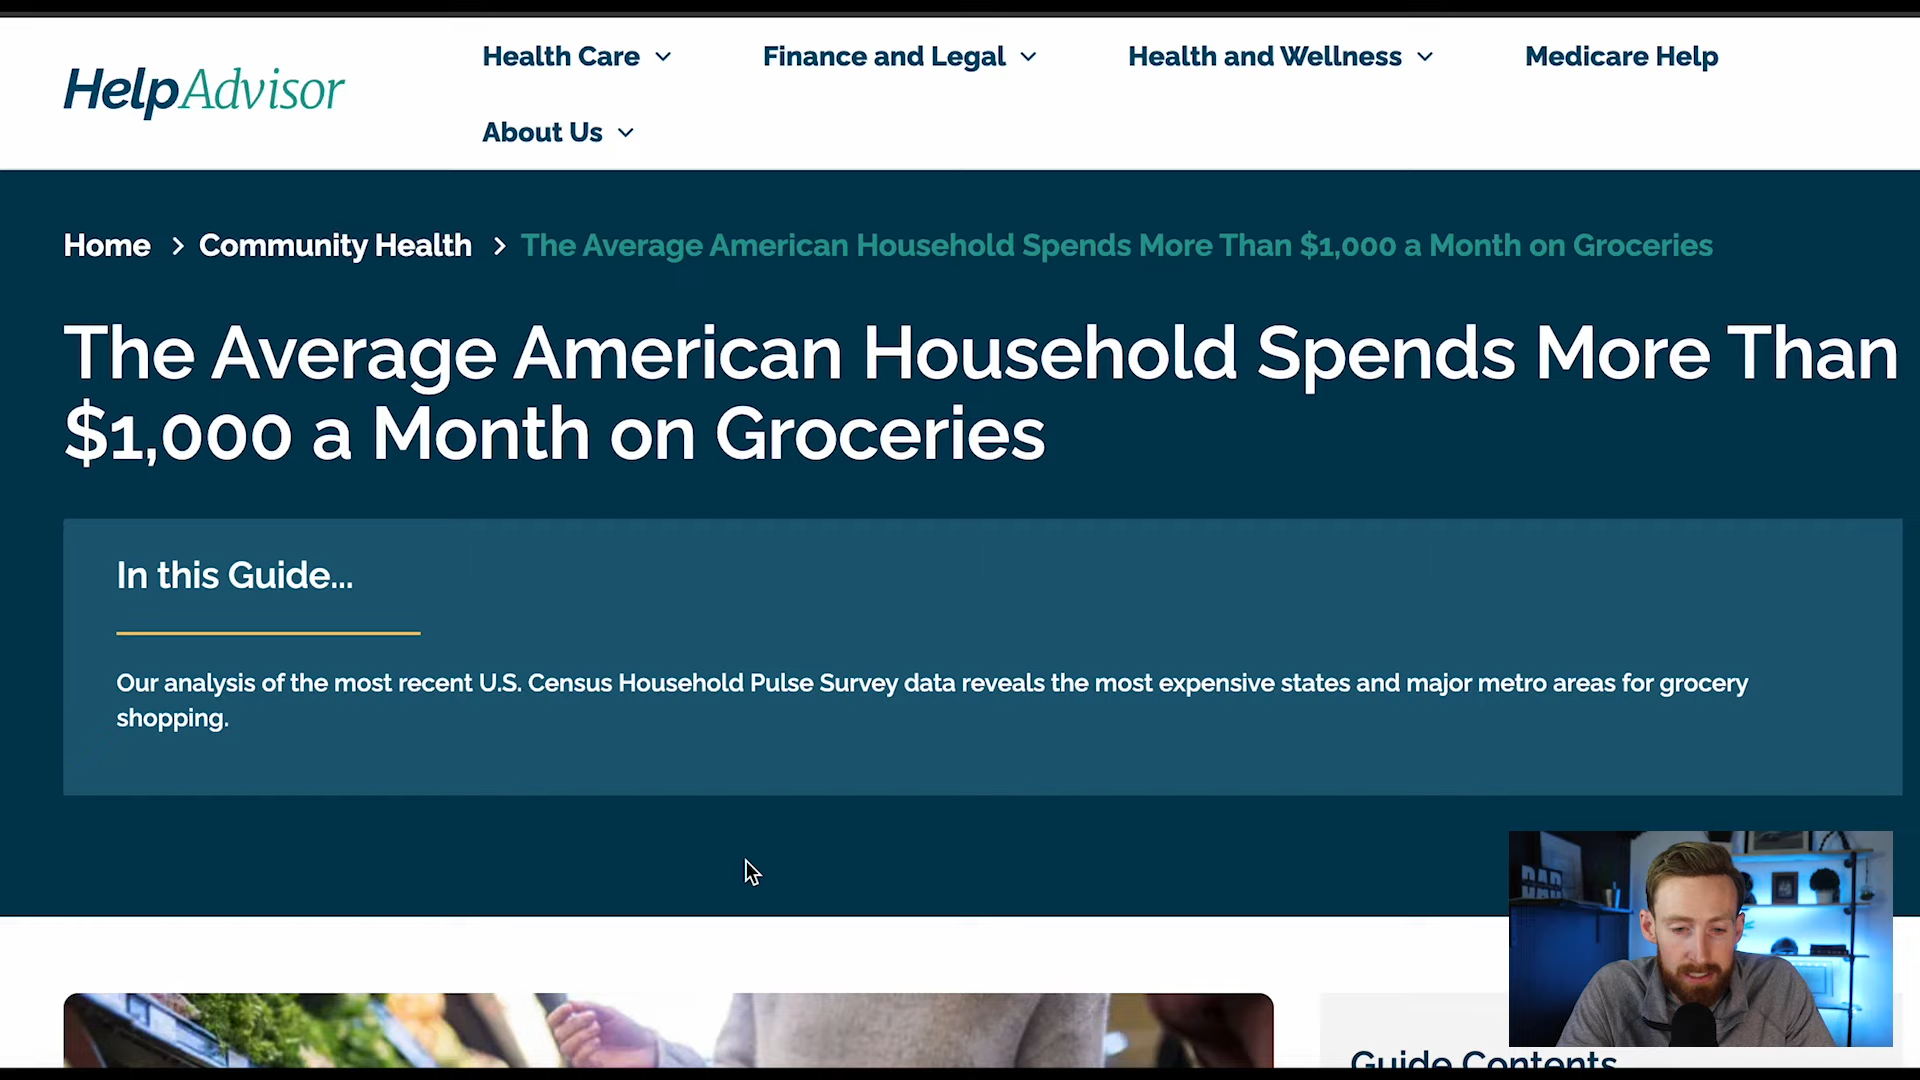 HelpAdvisor
Health Care
Finance and Legal
Health and Wellness
Medicare Help
About Us
Home > Community Health > The Average American Household Spends More Than $1,000 a Month on Groceries
The Average American Household Spends More Than
$1,000 a Month on Groceries
In this Guide...
Our analysis of the most recent U.S. Census Household Pulse Survey data reveals the most expensive states and major metro areas for grocery
shopping.
DAD
Guide Contents